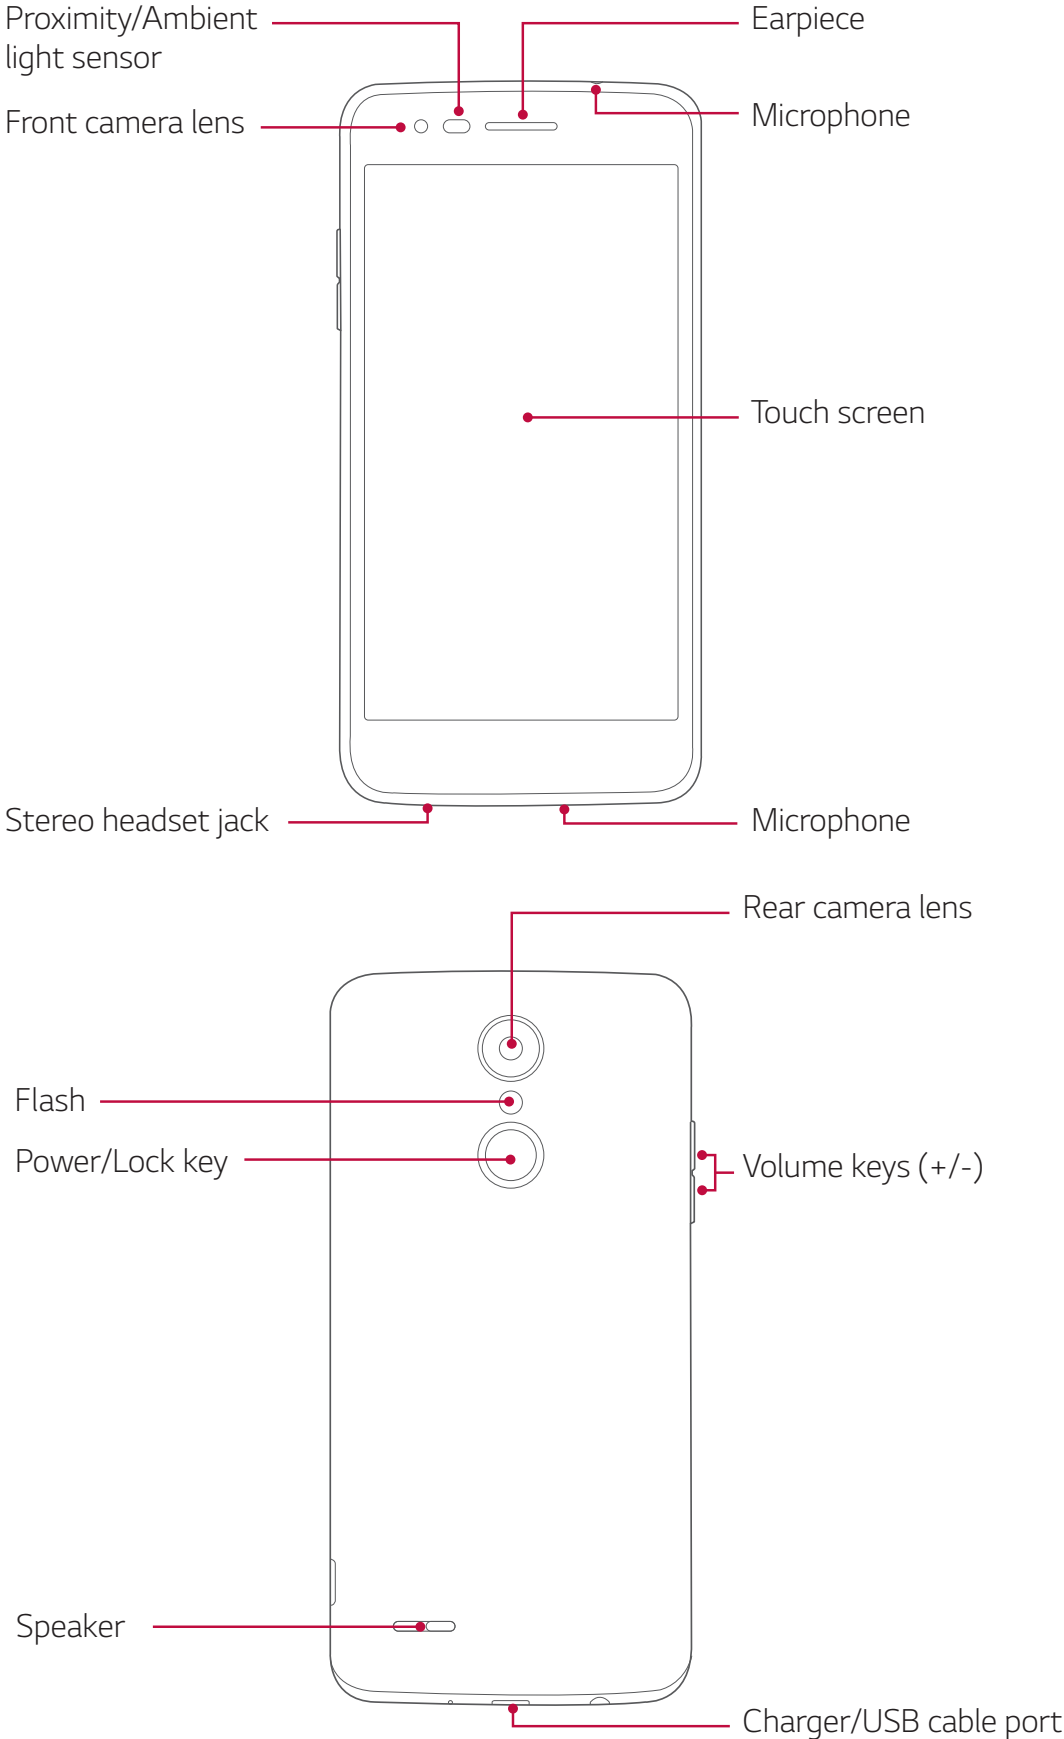 Proximity/Ambient
light sensor
Earpiece
Front camera lens
Microphone
Touch screen
Stereo headset jack
Microphone
Rear camera lens
Flash
Power/Lock key
Volume keys (+/-)
Speaker
Charger/USB cable port